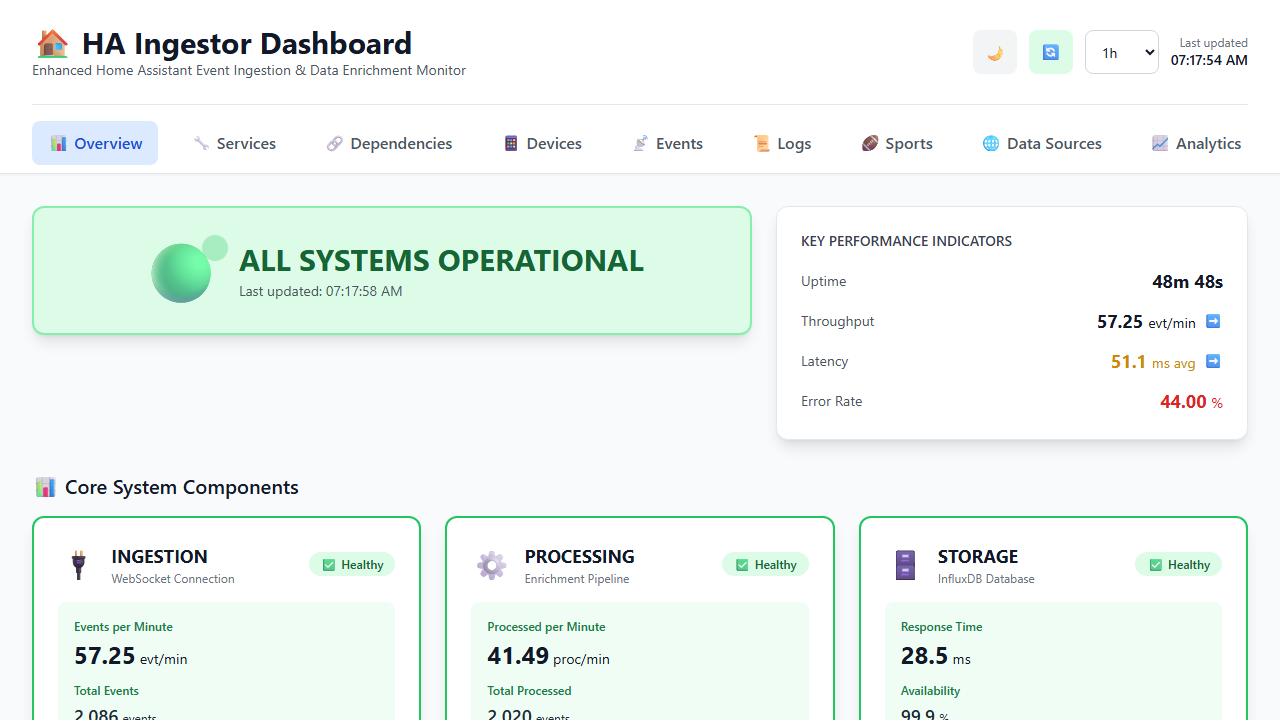 HA Ingestor Dashboard
Enhanced Home Assistant Event Ingestion & Data Enrichment Monitor
1h
Last updated
07:17:54 AM
Overview
Services
Dependencies
Devices
Events
Logs
Sports
Data Sources
Analytics
ALL SYSTEMS OPERATIONAL
Last updated: 07:17:58 AM
KEY PERFORMANCE INDICATORS
Uptime 48m 48s
Throughput 57.25 evt/min
Latency 51.1 ms avg
Error Rate 44.00 %
Core System Components
INGESTION
WebSocket Connection
Healthy
Events per Minute
57.25 evt/min
Total Events
2,086 events
PROCESSING
Enrichment Pipeline
Healthy
Processed per Minute
41.49 proc/min
Total Processed
2,020 events
STORAGE
InfluxDB Database
Healthy
Response Time
28.5 ms
Availability
99.9 %